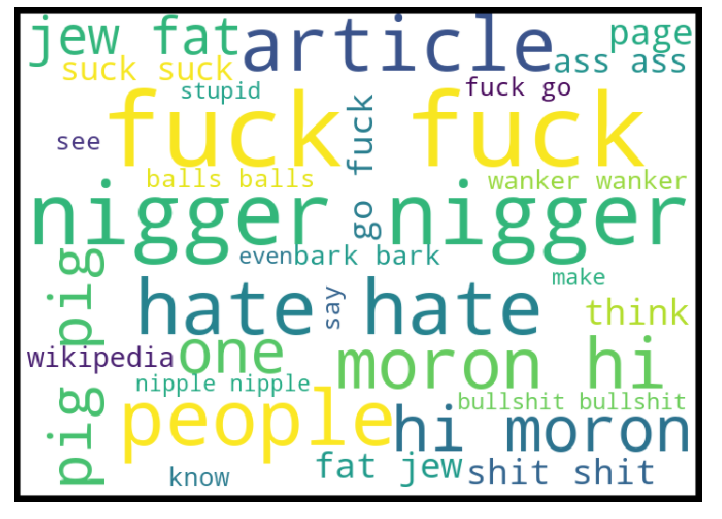 jew fat
article
page
suck suck
ass ass
stupid
fuck go
fuck fuck
see
go fuck
balls balls
wanker wanker
nigger nigger
even
bark bark
pig pig
hate hate
say
make
think
wikipedia
one
moron hi
nipple nipple
bullshit bullshit
people
hi moron
know
fat jew
shit shit